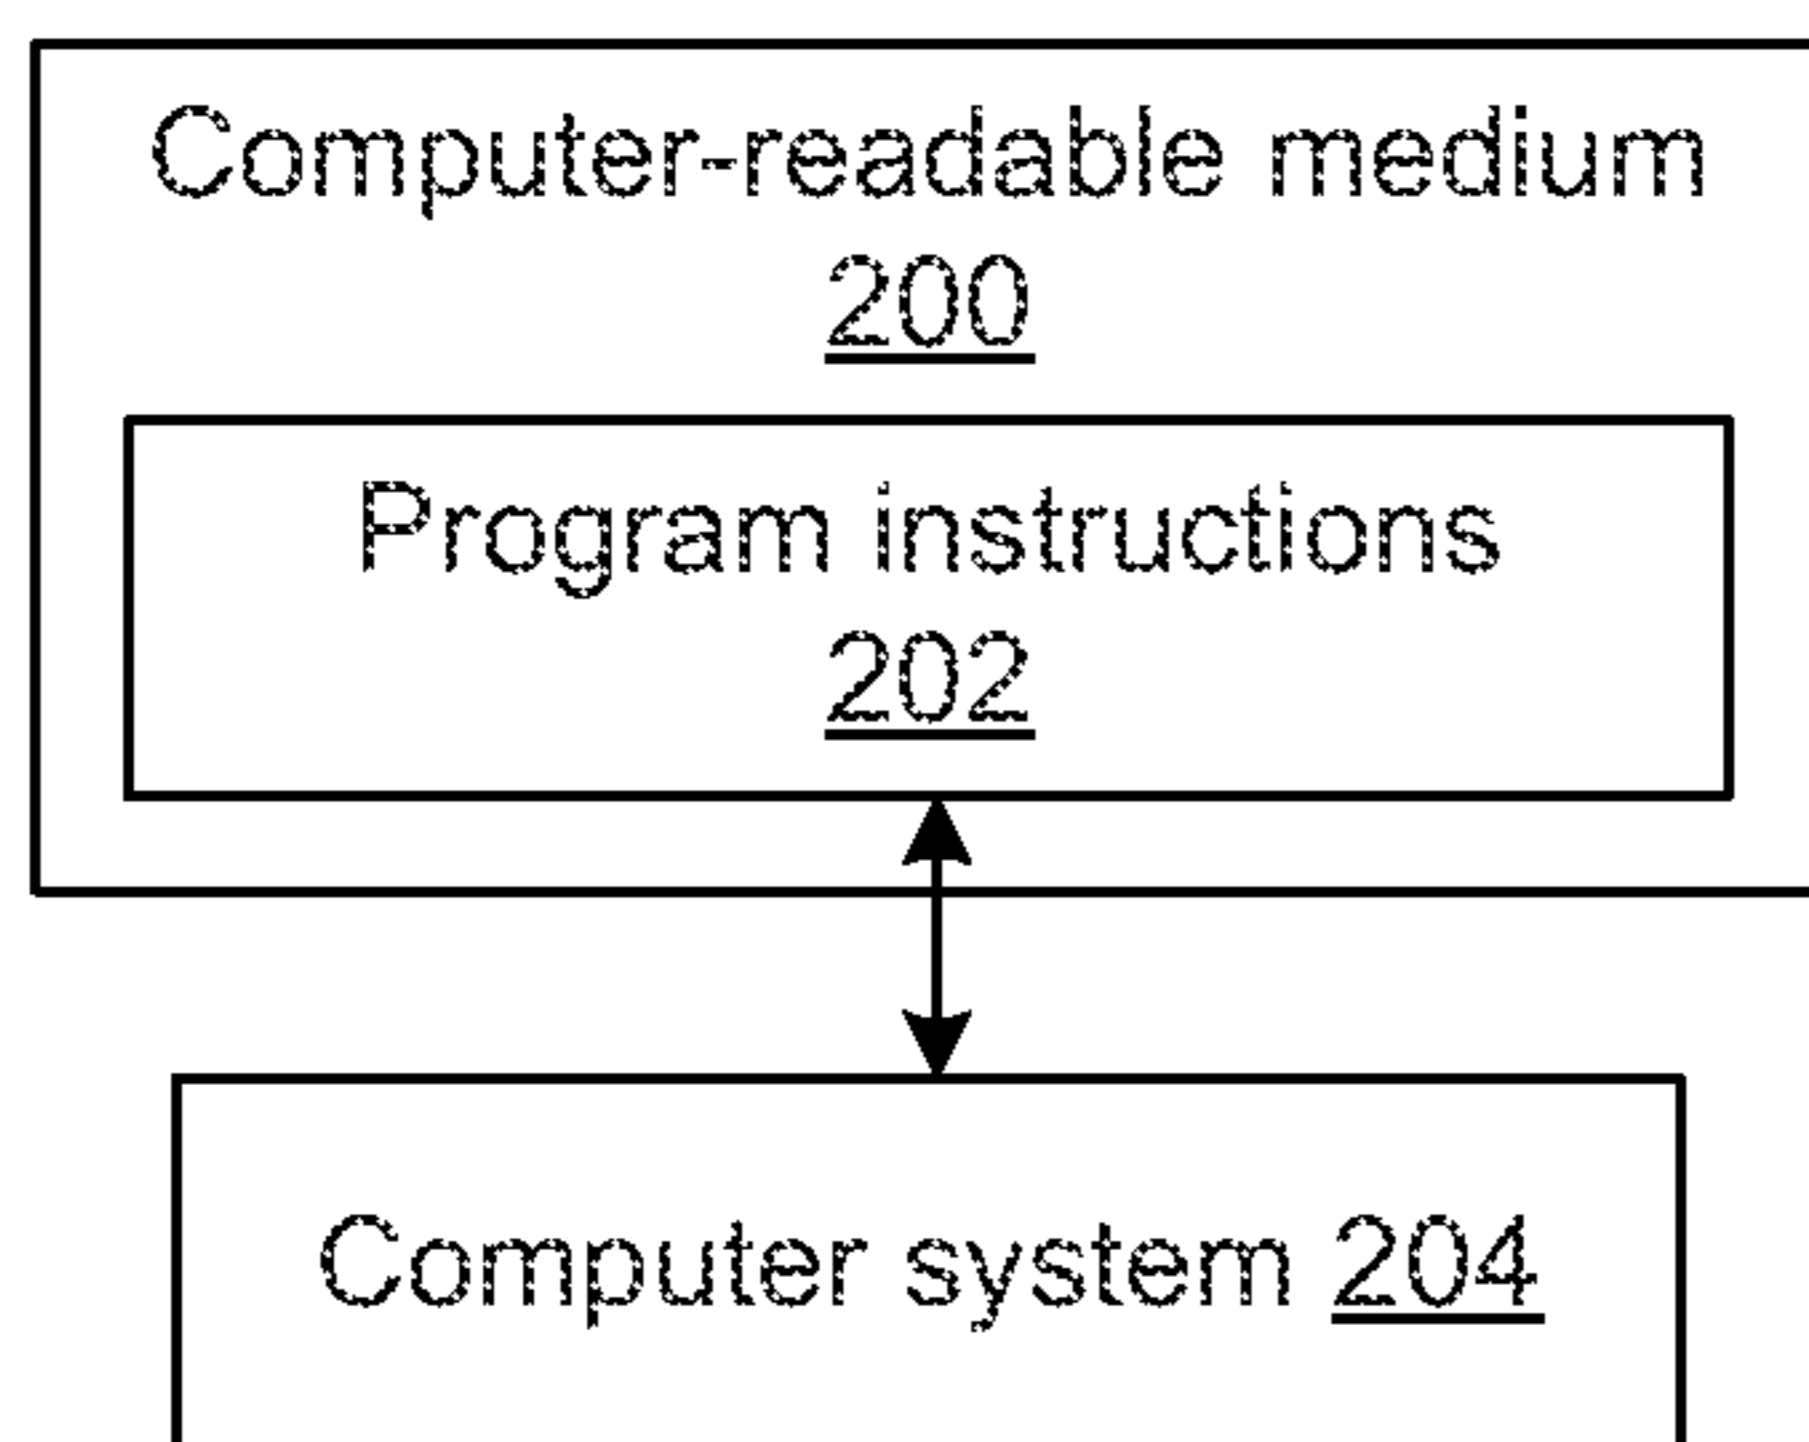 Computer-readable medium
200
Program instructions
202
Computer system 204